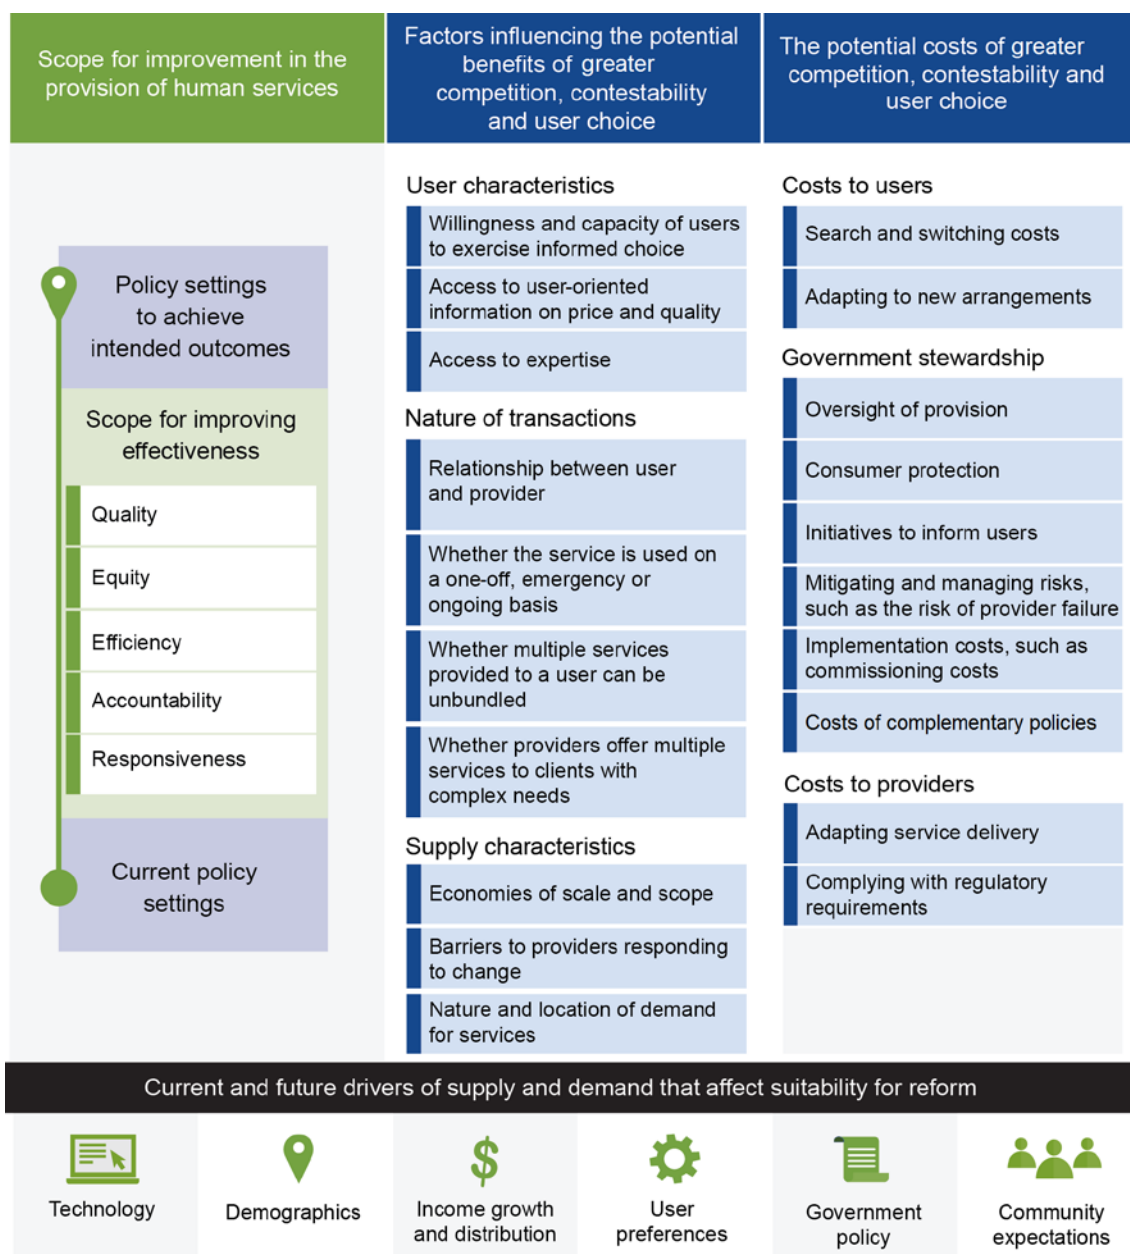 Scope for improvement in the
provision of human services
Factors influencing the potential
benefits of greater
competition, contestability
and user choice
The potential costs of greater
competition, contestability and
user choice
Policy settings
to achieve
intended outcomes
Scope for improving
effectiveness
Quality
Equity
Efficiency
Accountability
Responsiveness
Current policy
settings
User characteristics
Willingness and capacity of users
to exercise informed choice
Access to user-oriented
information on price and quality
Access to expertise
Nature of transactions
Relationship between user
and provider
Whether the service is used on
a one-off, emergency or
ongoing basis
Whether multiple services
provided to a user can be
unbundled
Whether providers offer multiple
services to clients with
complex needs
Supply characteristics
Economies of scale and scope
Barriers to providers responding
to change
Nature and location of demand
for services
Costs to users
Search and switching costs
Adapting to new arrangements
Government stewardship
Oversight of provision
Consumer protection
Initiatives to inform users
Mitigating and managing risks,
such as the risk of provider failure
Implementation costs, such as
commissioning costs
Costs of complementary policies
Costs to providers
Adapting service delivery
Complying with regulatory
requirements
Current and future drivers of supply and demand that affect suitability for reform
$
Technology
Demographics
Income growth
and distribution
User
preferences
Government
policy
Community
expectations